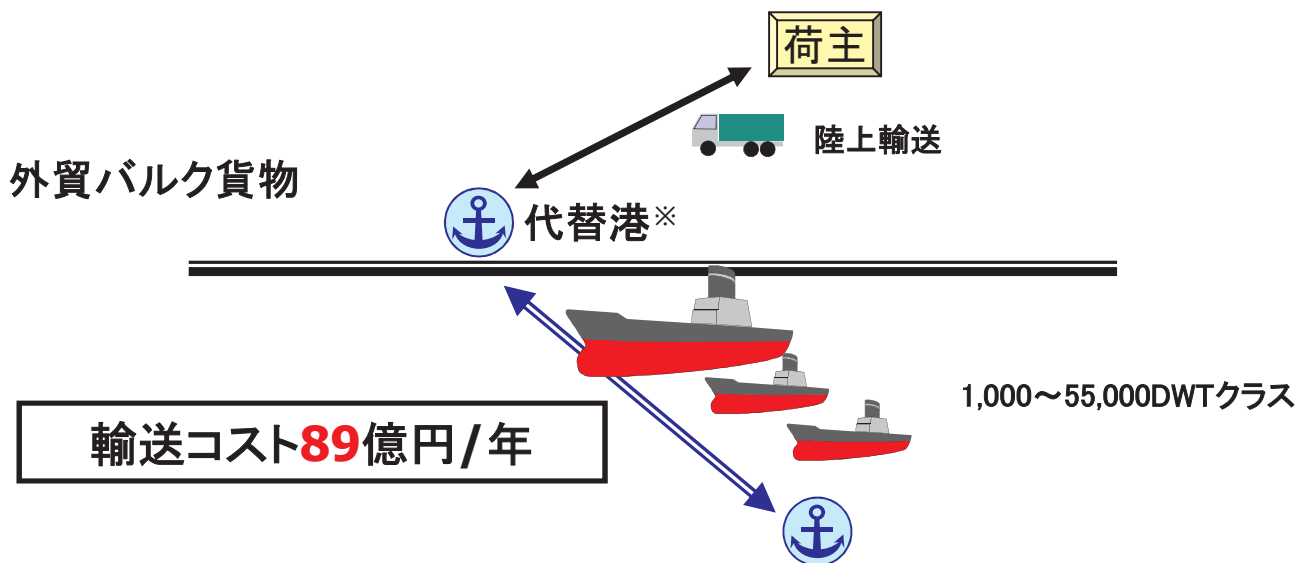 荷主
陸上輸送
外貿バルク貨物
代替港※
1,000～55,000DWTクラス
輸送コスト89億円/年